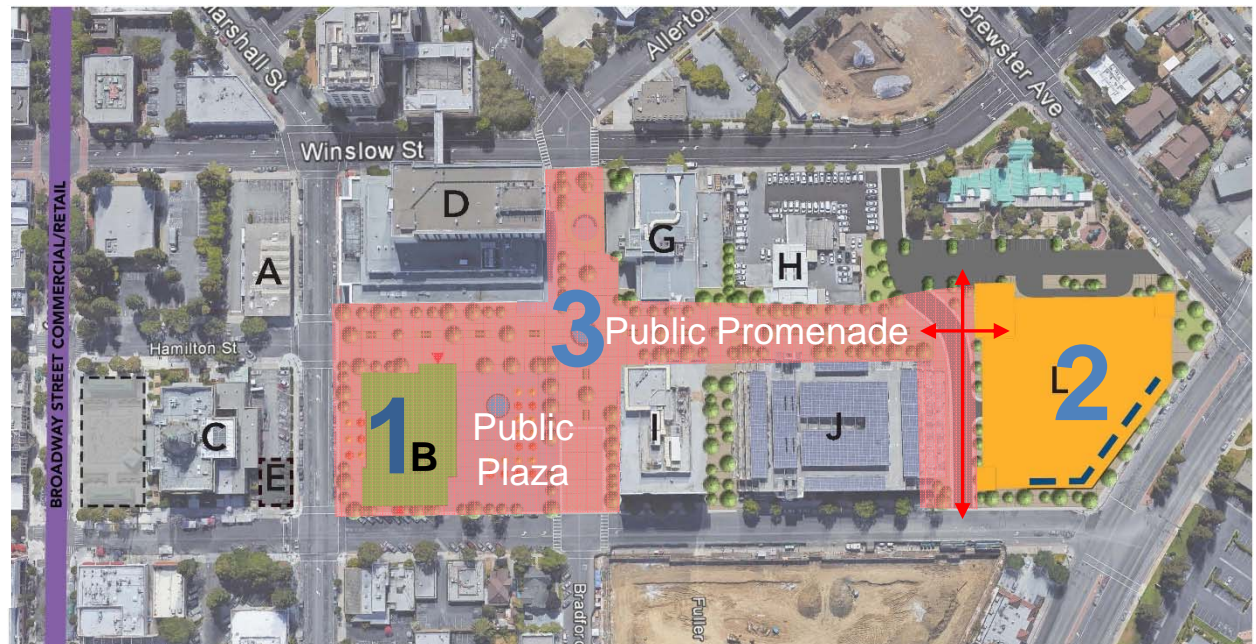 Marshall St
Allerton
Brewster Ave
Winslow St
D
A
G
H
BROADWAY STREET COMMERCIAL/RETAIL
3
Public Promenade
Hamilton St
1
B
Public
Plaza
C
E
I
J
L
2
Bradfor
Fuller